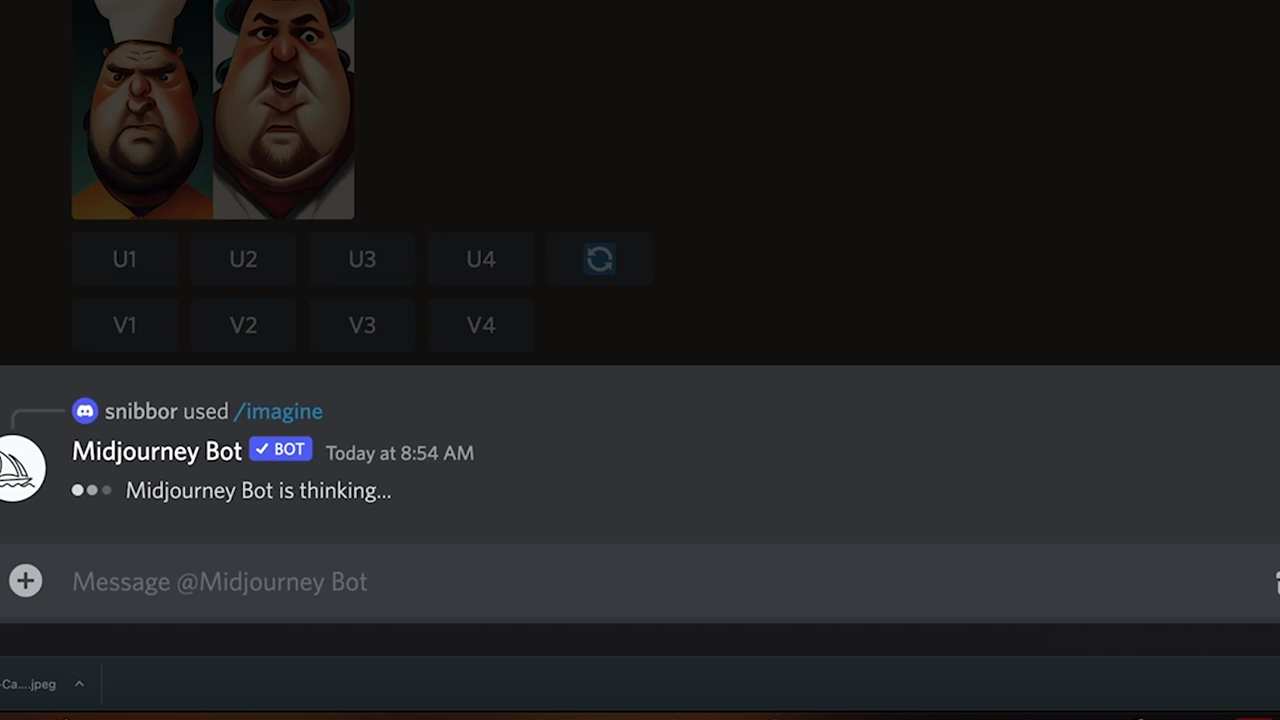 U1 U2 U3 U4
V1 V2 V3 V4
snibbor used /imagine
Midjourney Bot ✓ BOT Today at 8:54 AM
Midjourney Bot is thinking...
Message @Midjourney Bot
-Ca....jpeg